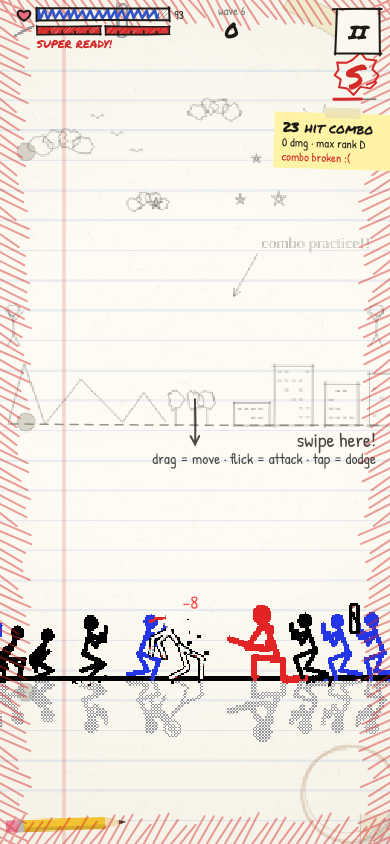 93
wave 6
0
II
SUPER READY!
S
23 HIT COMBO
0 dmg · max rank D
combo broken :(
combo practice!!
swipe here!
drag = move · flick = attack · tap = dodge
-8